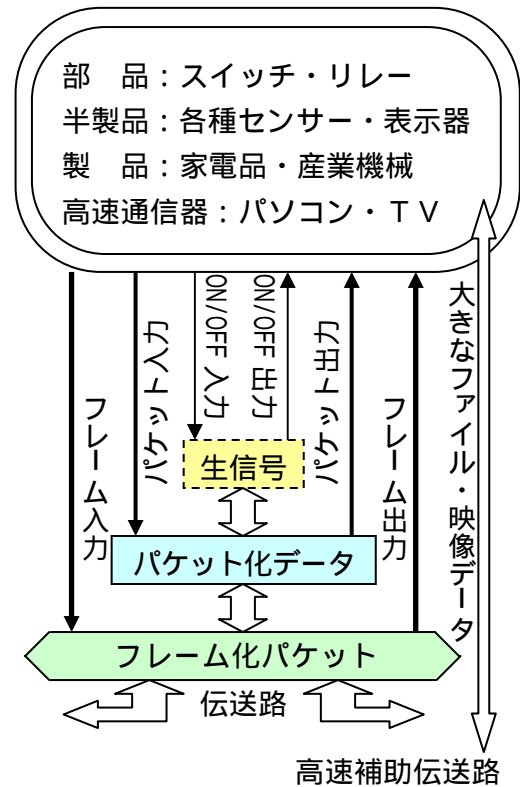 部　品：スイッチ・リレー
半製品：各種センサー・表示器
製　品：家電品・産業機械
高速通信器：パソコン・ＴＶ
フレーム入力
パケット入力
ON/OFF 入力
ON/OFF 出力
パケット出力
フレーム出力
大きなファイル・映像データ
生信号
パケット化データ
フレーム化パケット
伝送路
高速補助伝送路